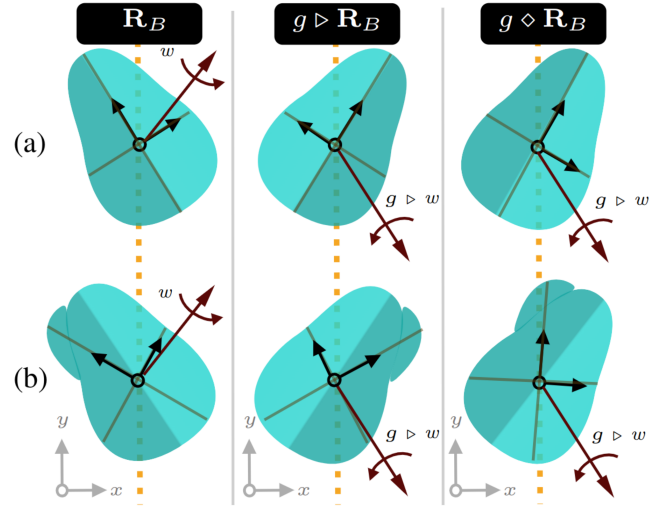 R_B
g ▷ R_B
g ⋄ R_B
(a)
w
g ▷ w
g ▷ w
(b)
w
g ▷ w
g ▷ w
y
x
y
x
y
x